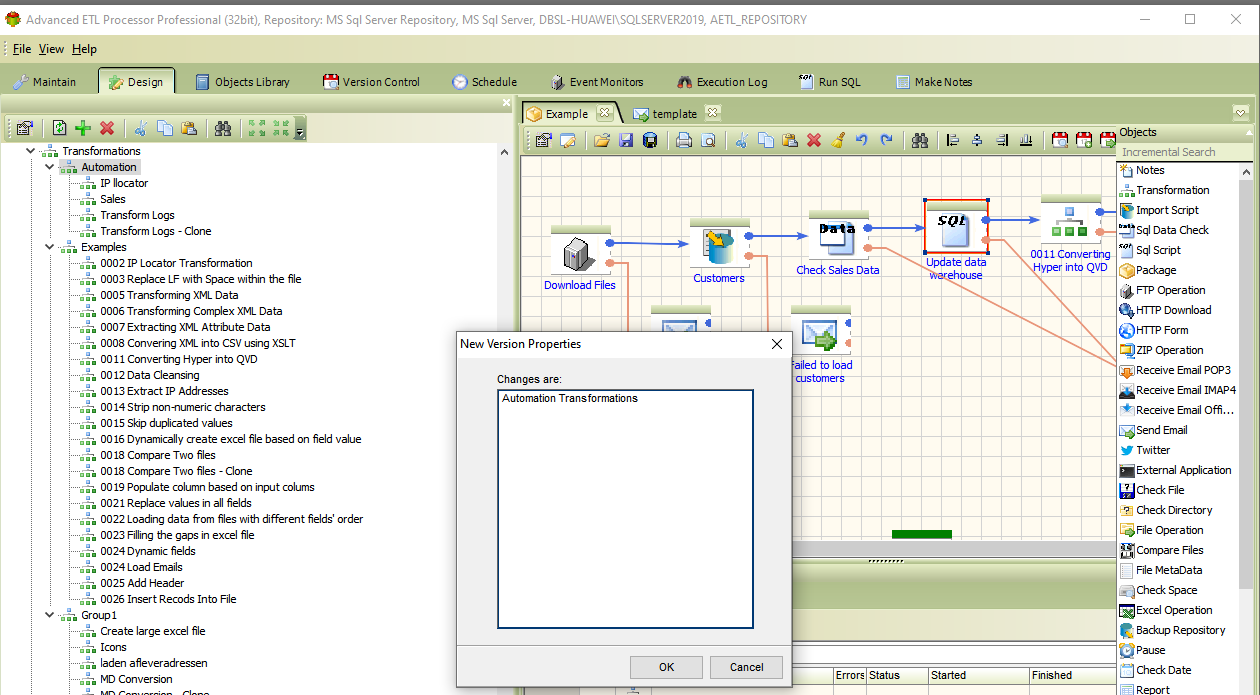 Advanced ETL Processor Professional (32bit), Repository: MS Sql Server Repository, MS Sql Server, DBSL-HUAWEI\SQLSERVER2019, AETL_REPOSITORY
File View Help
Maintain Design Objects Library Version Control Schedule Event Monitors Execution Log Run SQL Make Notes
Transformations
Automation
IP llocator
Sales
Transform Logs
Transform Logs - Clone
Examples
0002 IP Locator Transformation
0003 Replace LF with Space within the file
0005 Transforming XML Data
0006 Transforming Complex XML Data
0007 Extracting XML Attribute Data
0008 Convering XML into CSV using XSLT
0011 Converting Hyper into QVD
0012 Data Cleansing
0013 Extract IP Addresses
0014 Strip non-numeric characters
0015 Skip duplicated values
0016 Dynamically create excel file based on field value
0018 Compare Two files
0018 Compare Two files - Clone
0019 Populate column based on input colums
0021 Replace values in all fields
0022 Loading data from files with different fields' order
0023 Filling the gaps in excel file
0024 Dynamic fields
0024 Load Emails
0025 Add Header
0026 Insert Recods Into File
Group1
Create large excel file
Icons
laden afleveradressen
MD Conversion
MD Conversion - Clone
Example template
Download Files
Customers
Data
Check Sales Data
SQL
Update data
warehouse
0011 Converting
Hyper into QVD
Failed to load
customers
New Version Properties
Changes are:
Automation Transformations
OK Cancel
Errors Status Started Finished
Objects
Incremental Search
Notes
Transformation
Import Script
Sql Data Check
Sql Script
Package
FTP Operation
HTTP Download
HTTP Form
ZIP Operation
Receive Email POP3
Receive Email IMAP4
Receive Email Offi...
Send Email
Twitter
External Application
Check File
Check Directory
File Operation
Compare Files
File MetaData
Check Space
Excel Operation
Backup Repository
Pause
Check Date
Report